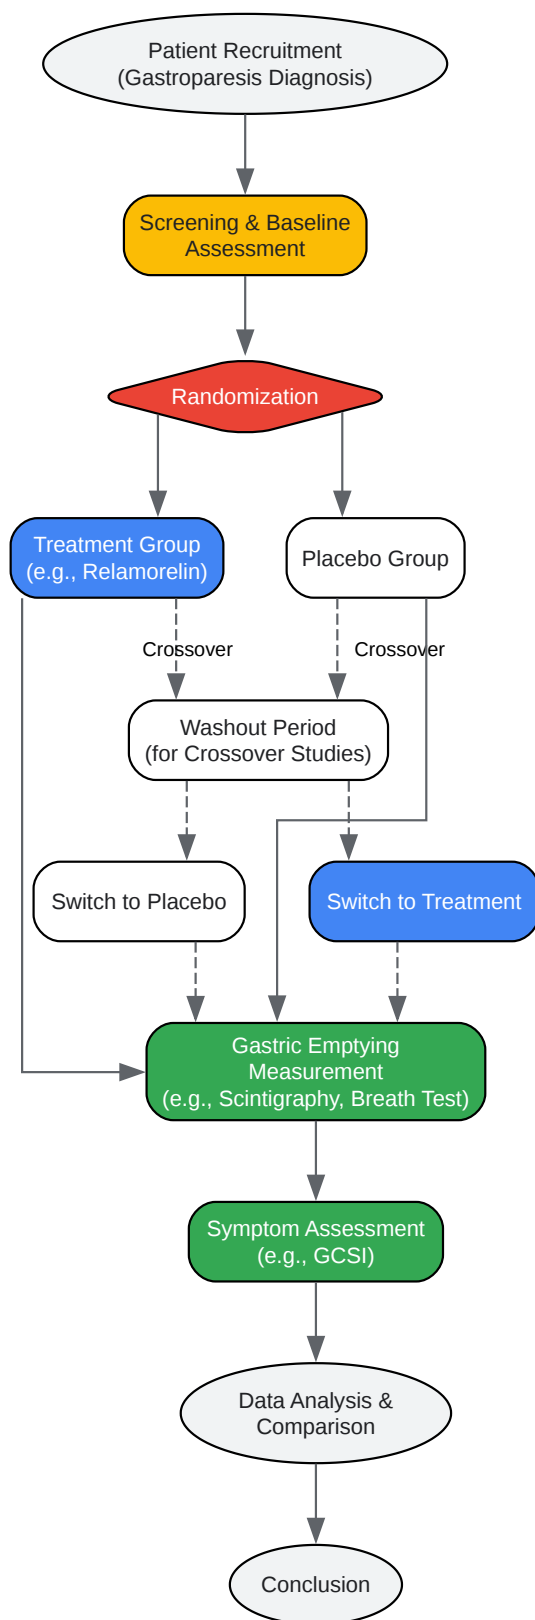 Patient Recruitment
(Gastroparesis Diagnosis)
Screening & Baseline
Assessment
Randomization
Treatment Group
(e.g., Relamorelin)
Placebo Group
Crossover
Crossover
Washout Period
(for Crossover Studies)
Switch to Placebo
Switch to Treatment
Gastric Emptying
Measurement
(e.g., Scintigraphy, Breath Test)
Symptom Assessment
(e.g., GCSI)
Data Analysis &
Comparison
Conclusion